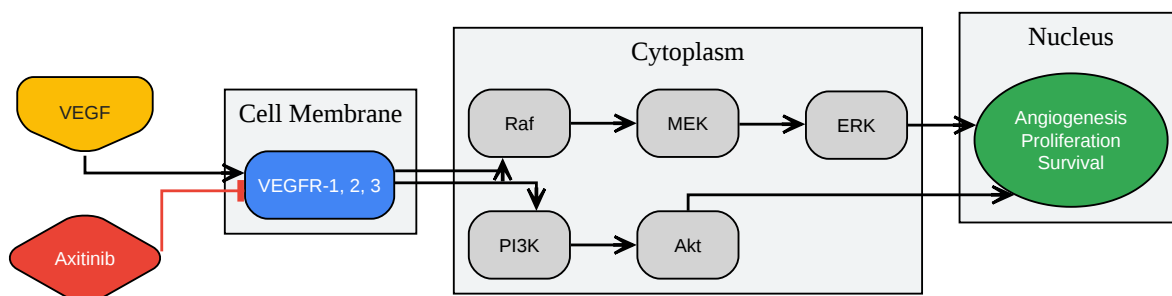 Nucleus
Cytoplasm
Cell Membrane
VEGF
Raf
MEK
ERK
Angiogenesis
Proliferation
Survival
VEGFR-1, 2, 3
PI3K
Akt
Axitinib